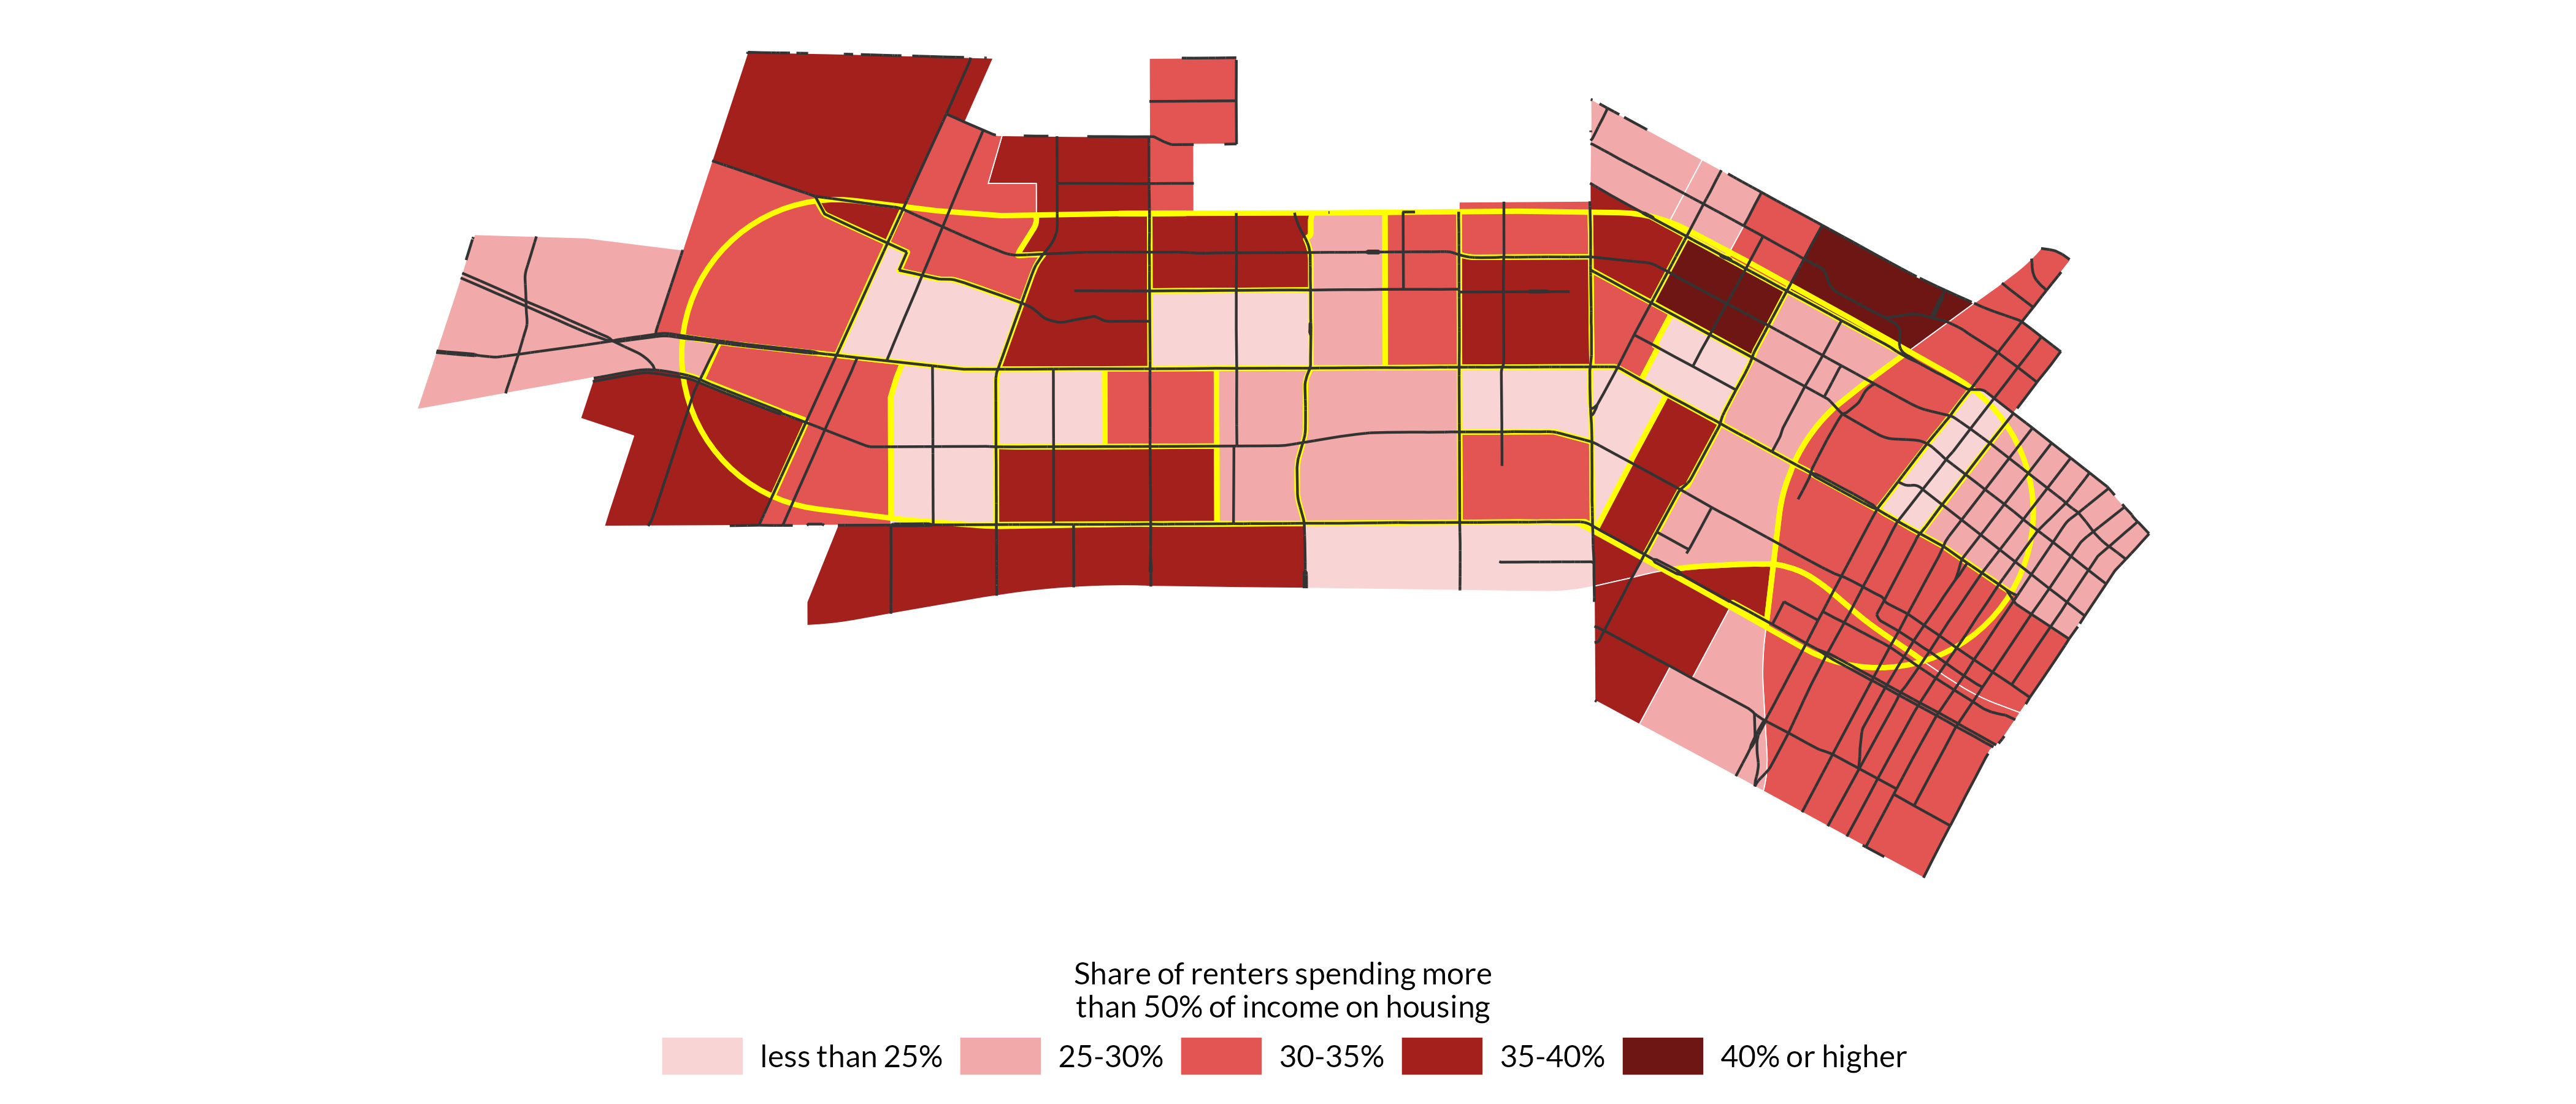 Share of renters spending more
than 50% of income on housing
less than 25% 25-30% 30-35% 35-40% 40% or higher